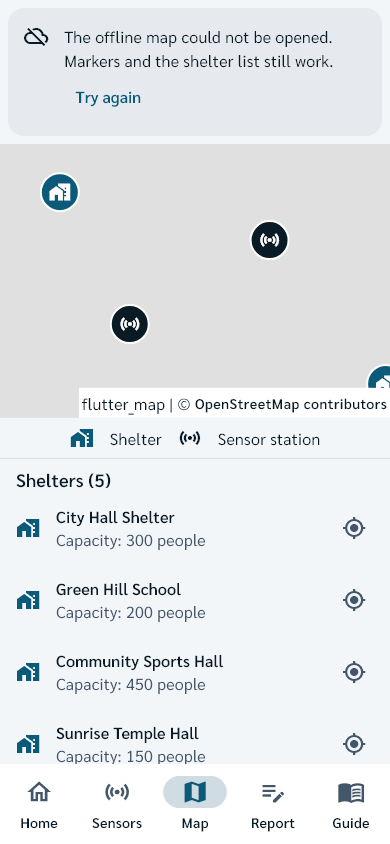 The offline map could not be opened.
Markers and the shelter list still work.
Try again
flutter_map | © OpenStreetMap contributors
Shelter Sensor station
Shelters (5)
City Hall Shelter
Capacity: 300 people
Green Hill School
Capacity: 200 people
Community Sports Hall
Capacity: 450 people
Sunrise Temple Hall
Capacity: 150 people
Home Sensors Map Report Guide